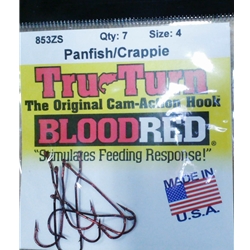 853ZS Qty: 7 Size: 4
Panfish/Crappie
Tru-Turn
The Original Cam-Action Hook
BLOODRED®
"Stimulates Feeding Response!"
MADE IN
U.S.A.